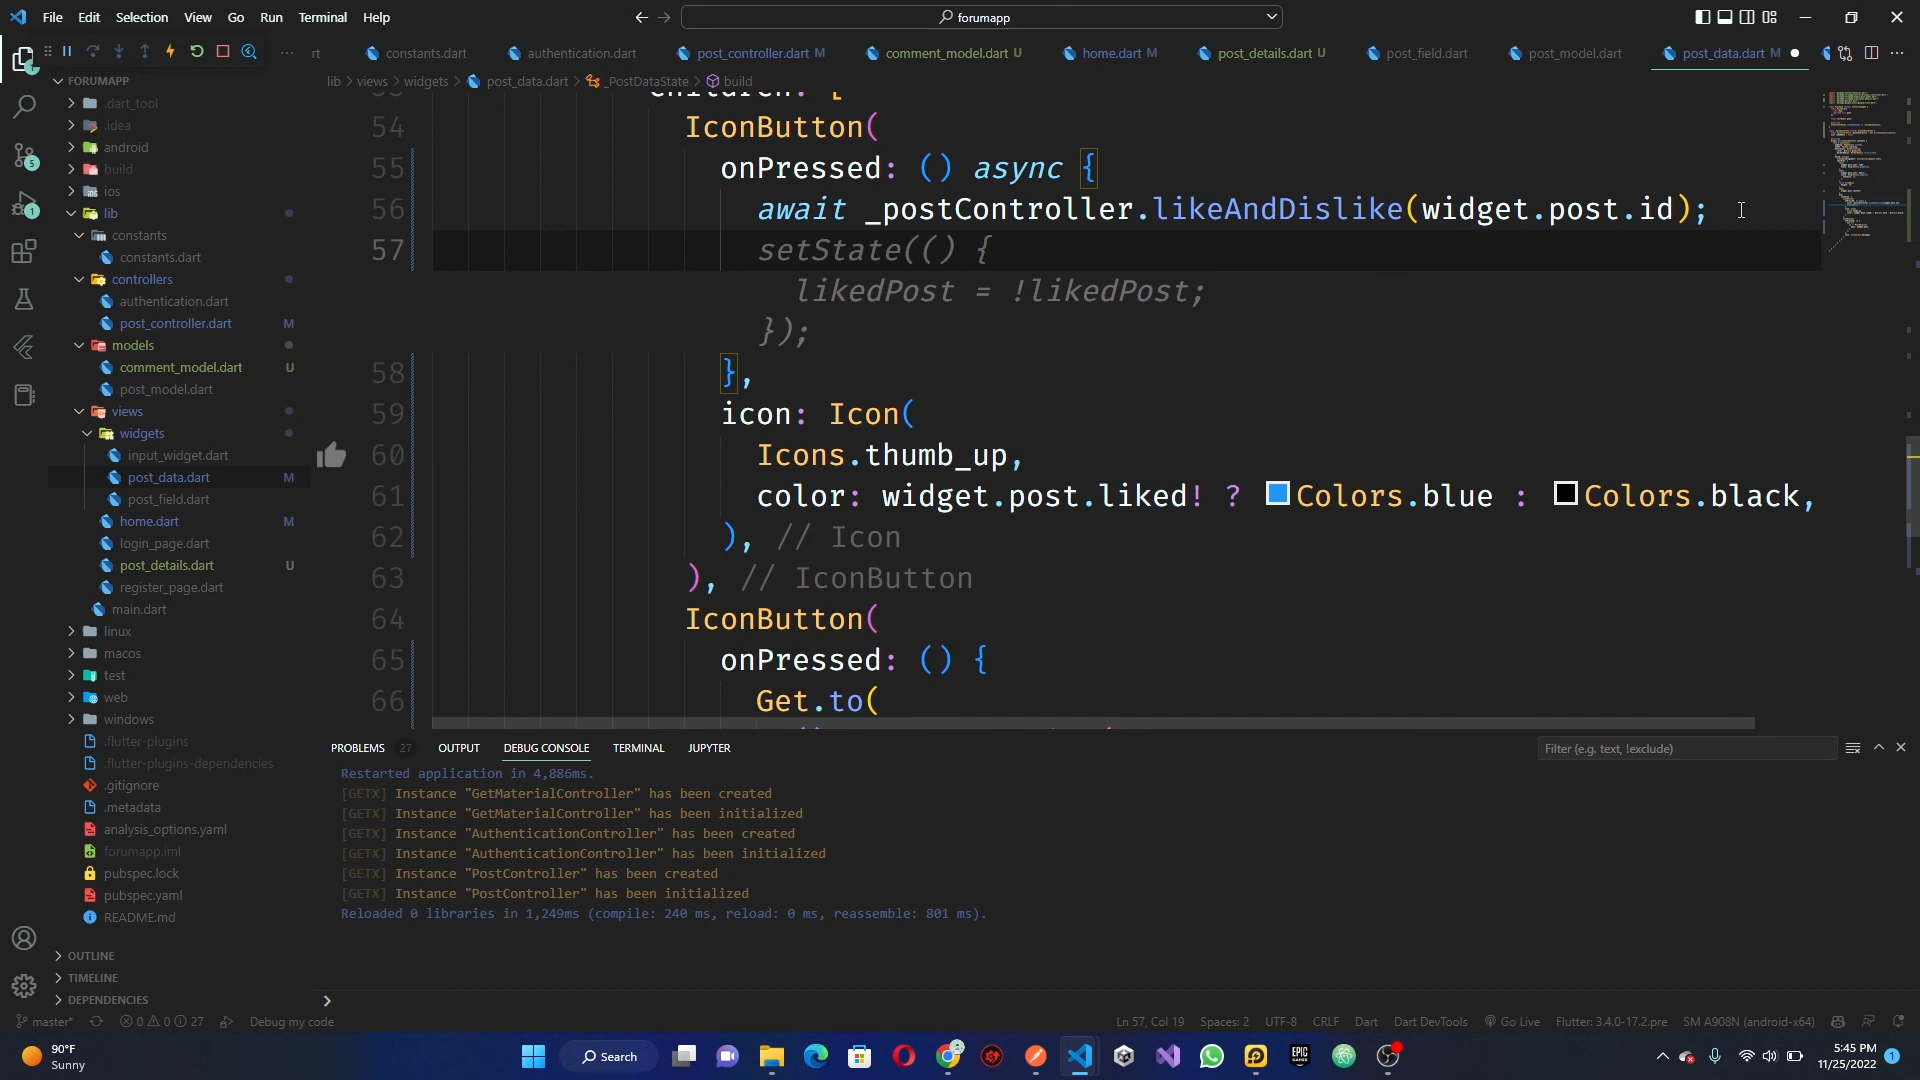 File Edit Selection View Go Run Terminal Help
forumapp
rt constants.dart authentication.dart post_controller.dart M comment_model.dart U home.dart M post_details.dart U post_field.dart post_model.dart post_data.dart M
lib > views > widgets > post_data.dart > _PostDataState > build
FORUMAPP
.dart_tool
.idea
android
build
ios
lib
constants
constants.dart
controllers
authentication.dart
post_controller.dart M
models
comment_model.dart U
post_model.dart
views
widgets
input_widget.dart
post_data.dart M
post_field.dart
home.dart M
login_page.dart
post_details.dart U
register_page.dart
main.dart
linux
macos
test
web
windows
.flutter-plugins
.flutter-plugins-dependencies
.gitignore
.metadata
analysis_options.yaml
forumapp.iml
pubspec.lock
pubspec.yaml
README.md
OUTLINE
TIMELINE
DEPENDENCIES
5
1
children: [
54 IconButton(
55 onPressed: () async {
56 await _postController.likeAndDislike(widget.post.id);
57 setState(() {
likedPost = !likedPost;
});
58 },
59 icon: Icon(
60 Icons.thumb_up,
61 color: widget.post.liked! ? Colors.blue : Colors.black,
62 ), // Icon
63 ), // IconButton
64 IconButton(
65 onPressed: () {
66 Get.to(
PROBLEMS 27 OUTPUT DEBUG CONSOLE TERMINAL JUPYTER
Filter (e.g. text, !exclude)
Restarted application in 4,886ms.
[GETX] Instance "GetMaterialController" has been created
[GETX] Instance "GetMaterialController" has been initialized
[GETX] Instance "AuthenticationController" has been created
[GETX] Instance "AuthenticationController" has been initialized
[GETX] Instance "PostController" has been created
[GETX] Instance "PostController" has been initialized
Reloaded 0 libraries in 1,249ms (compile: 240 ms, reload: 0 ms, reassemble: 801 ms).
master* 0 0 27 Debug my code
Ln 57, Col 19 Spaces: 2 UTF-8 CRLF Dart Dart DevTools Go Live Flutter: 3.4.0-17.2.pre SM A908N (android-x64)
90°F
Sunny
Search
EPIC GAMES
5:45 PM
11/25/2022
1